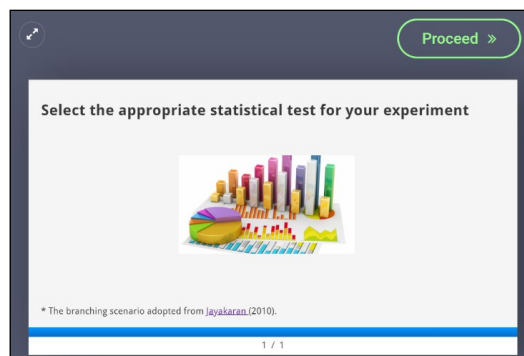 Proceed »
Select the appropriate statistical test for your experiment
* The branching scenario adopted from Jayakaran (2010).
1 / 1